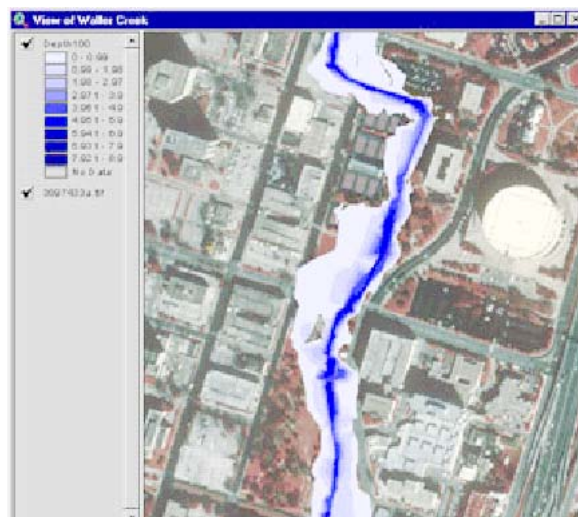 View of Waller Creek
Depth100
0 - 0.99
0.99 - 1.98
1.98 - 2.97
2.971 - 3.9
3.961 - 4.9
4.951 - 5.9
5.941 - 6.9
6.931 - 7.9
7.921 - 8.9
No Data